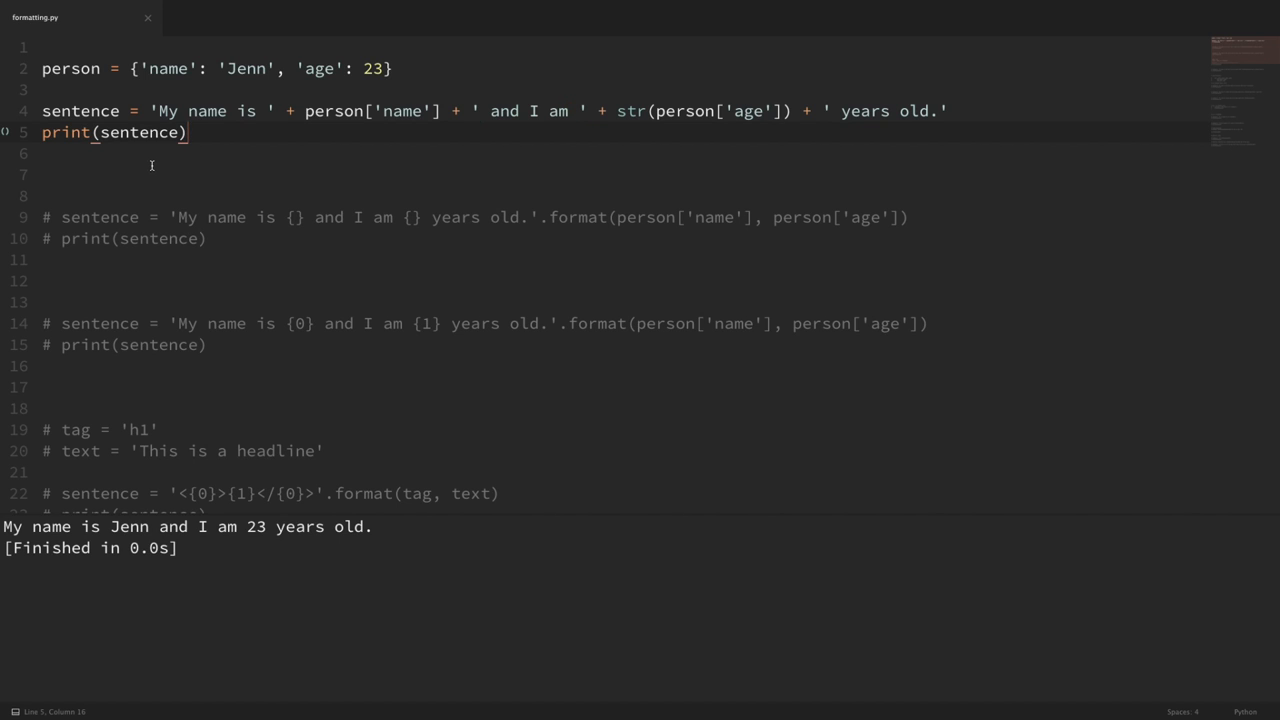 formatting.py
1
2 person = {'name': 'Jenn', 'age': 23}
3
4 sentence = 'My name is ' + person['name'] + ' and I am ' + str(person['age']) + ' years old.'
() 5 print(sentence)
6
7
8
9 # sentence = 'My name is {} and I am {} years old.'.format(person['name'], person['age'])
10 # print(sentence)
11
12
13
14 # sentence = 'My name is {0} and I am {1} years old.'.format(person['name'], person['age'])
15 # print(sentence)
16
17
18
19 # tag = 'h1'
20 # text = 'This is a headline'
21
22 # sentence = '<{0}>{1}</{0}>'.format(tag, text)
My name is Jenn and I am 23 years old.
[Finished in 0.0s]
Line 5, Column 16
Spaces: 4
Python